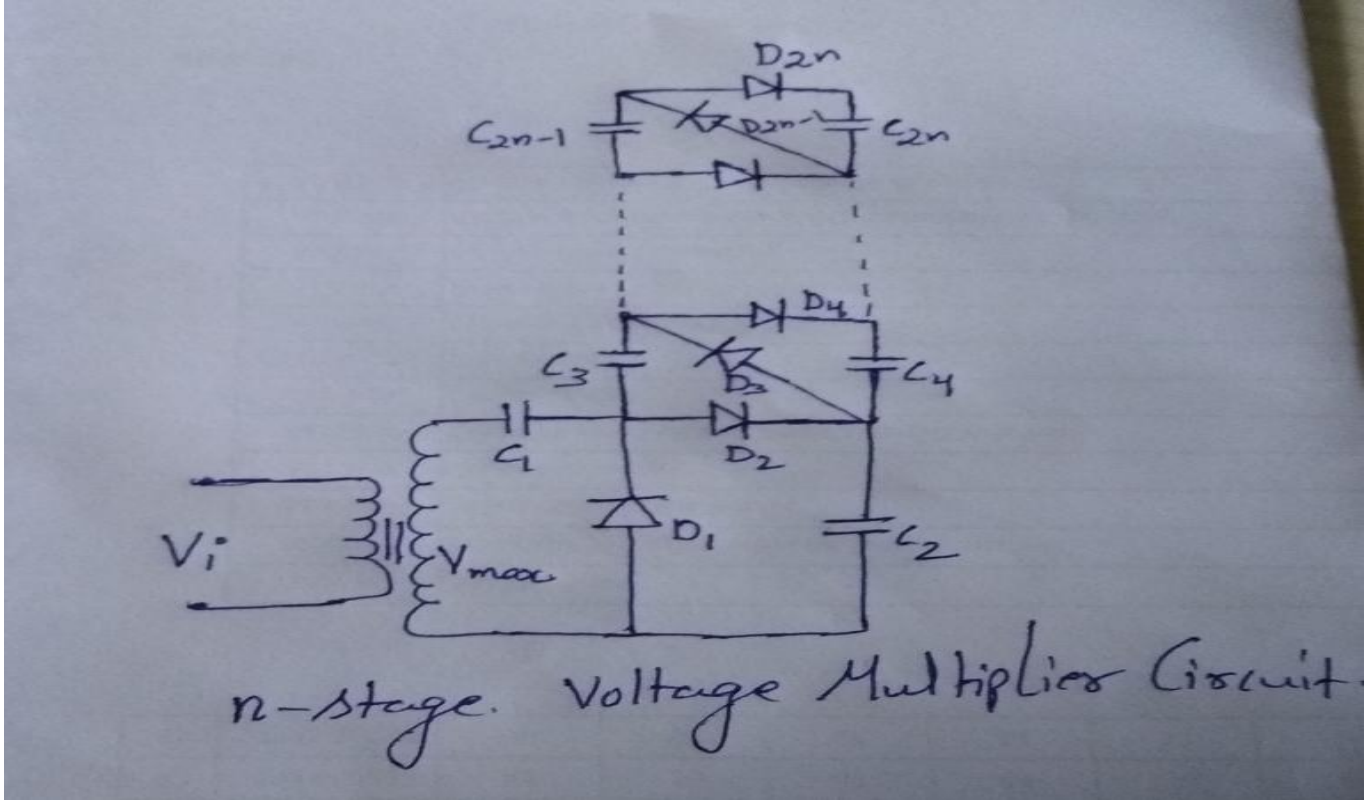 D2n
C2n-1
D2n-1
C2n
D4
C3
D3
C4
C1
D2
Vi
Vmax
D1
C2
n-stage. Voltage Multiplier Circuit.